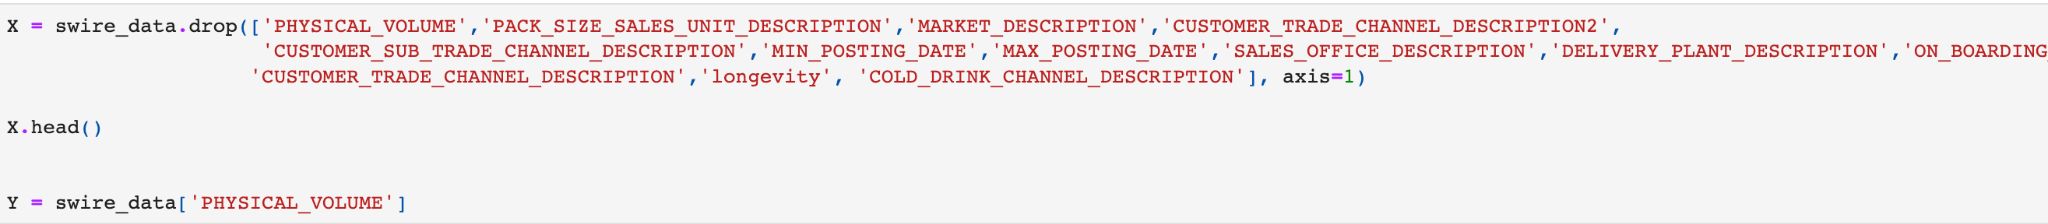 X = swire_data.drop(['PHYSICAL_VOLUME','PACK_SIZE_SALES_UNIT_DESCRIPTION','MARKET_DESCRIPTION','CUSTOMER_TRADE_CHANNEL_DESCRIPTION2',
'CUSTOMER_SUB_TRADE_CHANNEL_DESCRIPTION','MIN_POSTING_DATE','MAX_POSTING_DATE','SALES_OFFICE_DESCRIPTION','DELIVERY_PLANT_DESCRIPTION','ON_BOARDING_
'CUSTOMER_TRADE_CHANNEL_DESCRIPTION','longevity', 'COLD_DRINK_CHANNEL_DESCRIPTION'], axis=1)
X.head()
Y = swire_data['PHYSICAL_VOLUME']